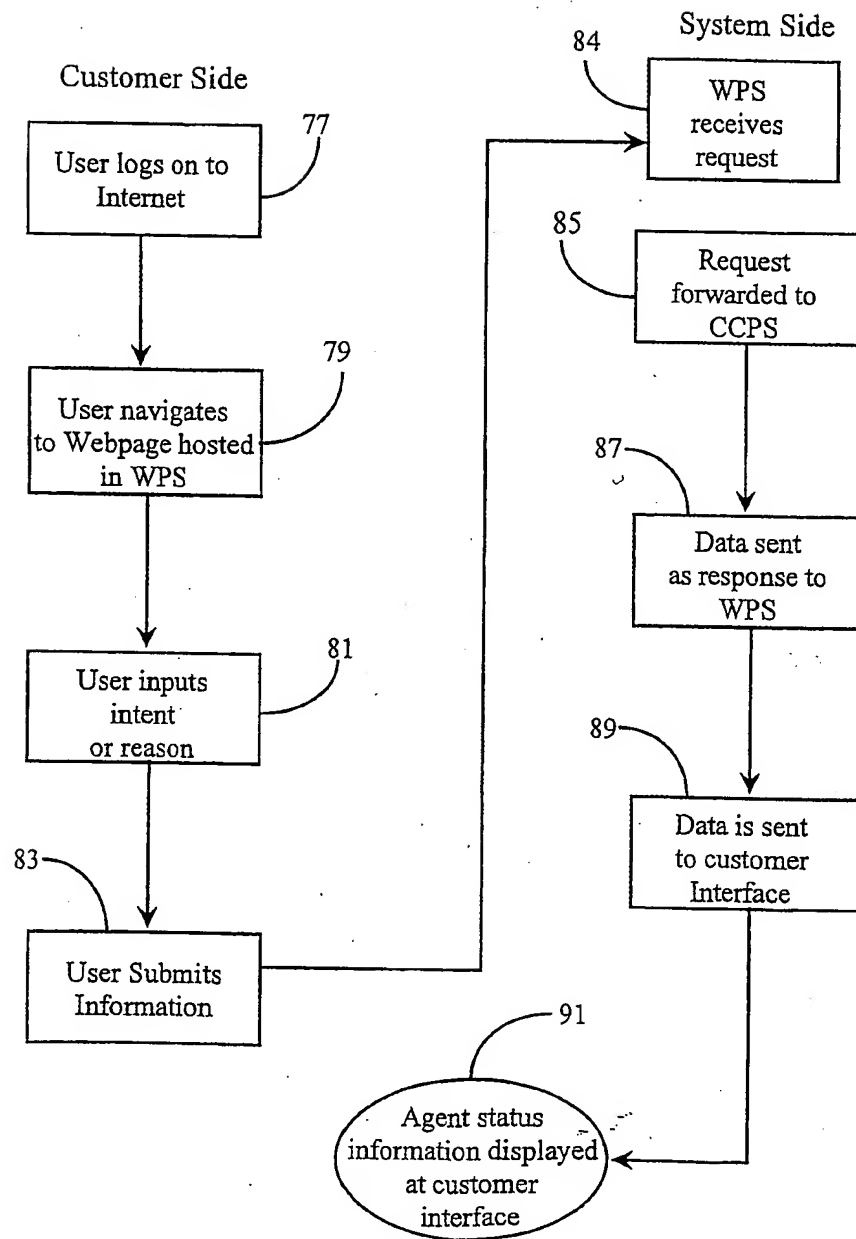 Customer Side
77
User logs on to
Internet
79
User navigates
to Webpage hosted
in WPS
81
User inputs
intent
or reason
83
User Submits
Information
System Side
84
WPS
receives
request
85
Request
forwarded to
CCPS
87
Data sent
as response to
WPS
89
Data is sent
to customer
Interface
91
Agent status
information displayed
at customer
interface